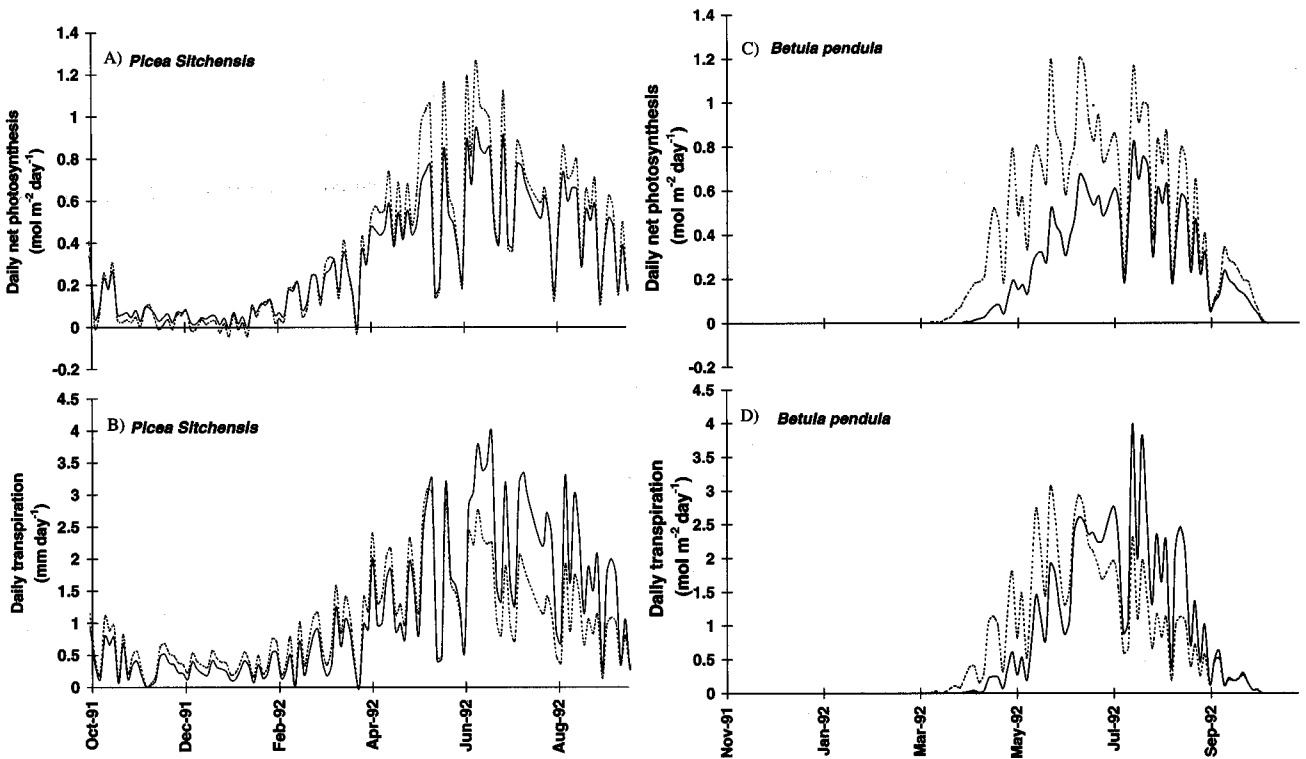 A) Picea Sitchensis
Daily net photosynthesis
(mol m⁻² day⁻¹)
1.4
1.2
1
0.8
0.6
0.4
0.2
0
-0.2
B) Picea Sitchensis
Daily transpiration
(mm day⁻¹)
4.5
4
3.5
3
2.5
2
1.5
1
0.5
0
Oct-91
Dec-91
Feb-92
Apr-92
Jun-92
Aug-92
C) Betula pendula
Daily net photosynthesis
(mol m⁻² day⁻¹)
1.4
1.2
1
0.8
0.6
0.4
0.2
0
-0.2
D) Betula pendula
Daily transpiration
(mol m⁻² day⁻¹)
4.5
4
3.5
3
2.5
2
1.5
1
0.5
0
Nov-91
Jan-92
Mar-92
May-92
Jul-92
Sep-92